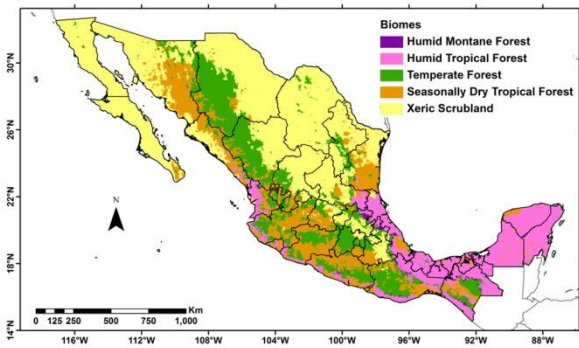 Biomes
Humid Montane Forest
Humid Tropical Forest
Temperate Forest
Seasonally Dry Tropical Forest
Xeric Scrubland
30°N
26°N
22°N
18°N
14°N
N
Km
0 125 250 500 750 1,000
116°W 112°W 108°W 104°W 100°W 96°W 92°W 88°W